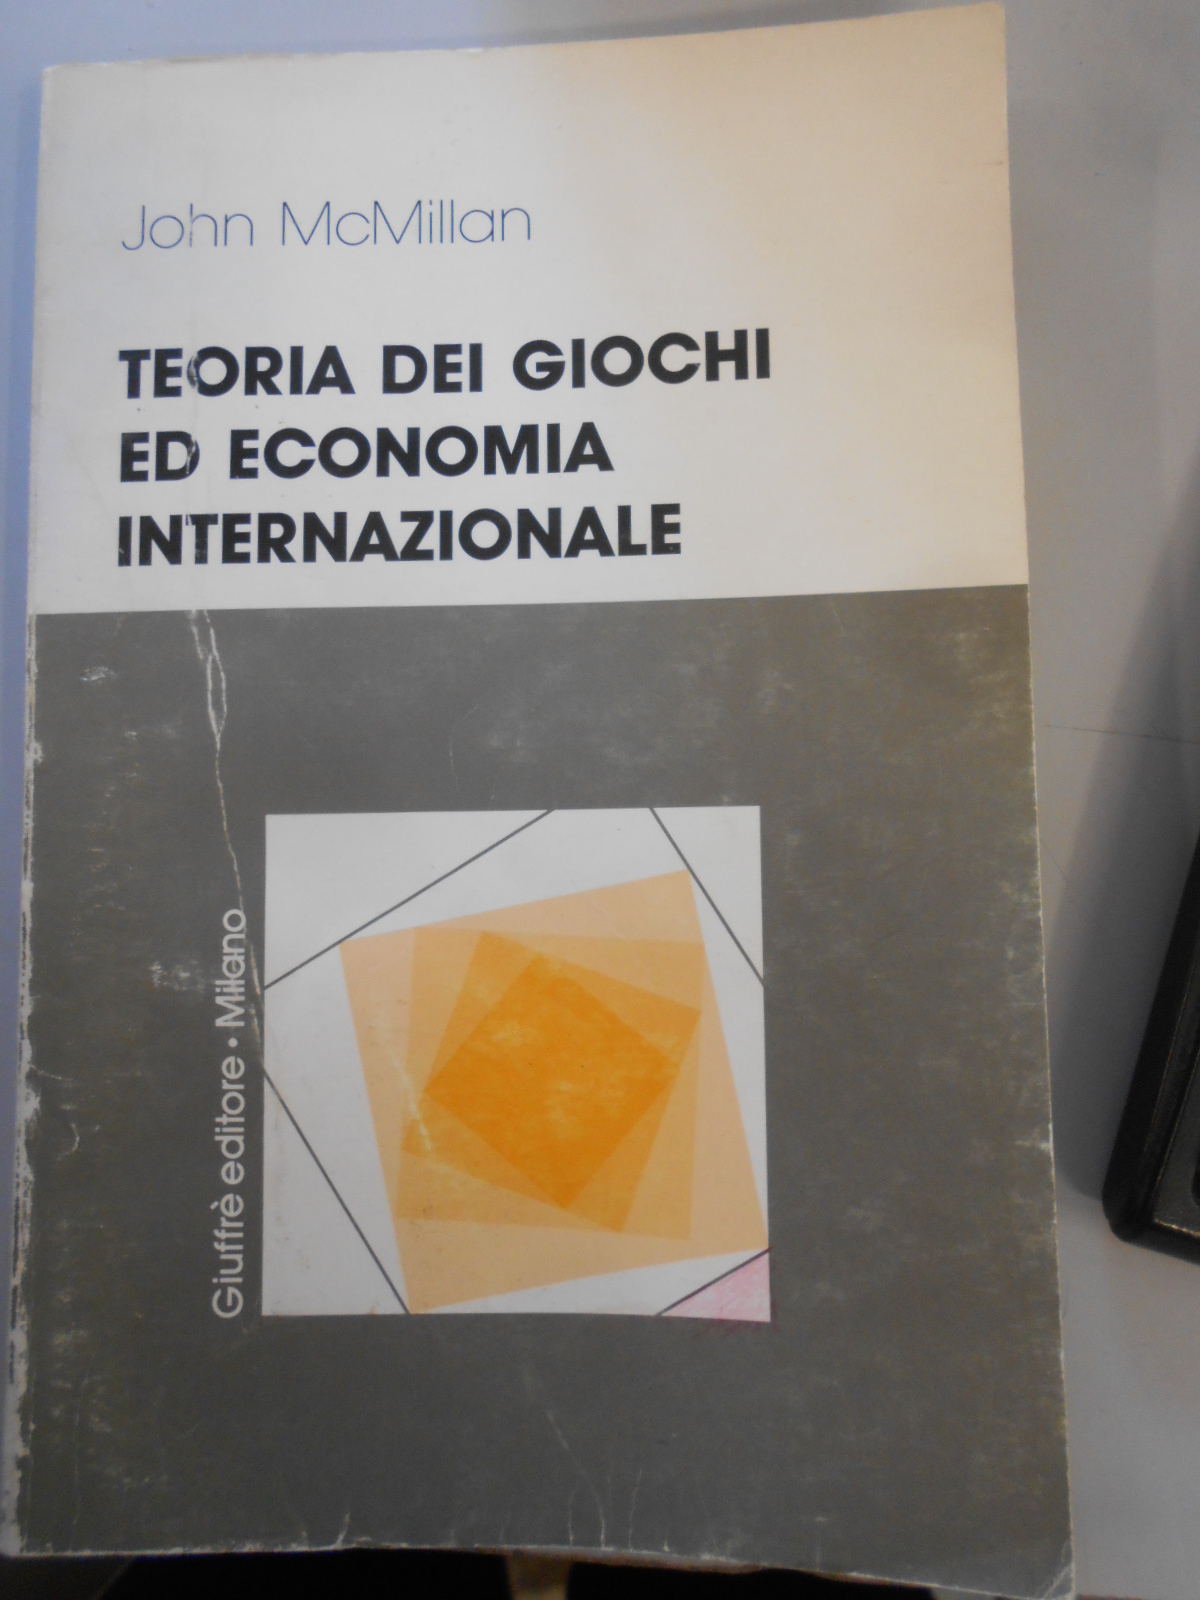 John McMillan
TEORIA DEI GIOCHI
ED ECONOMIA
INTERNAZIONALE
Giuffrè editore • Milano